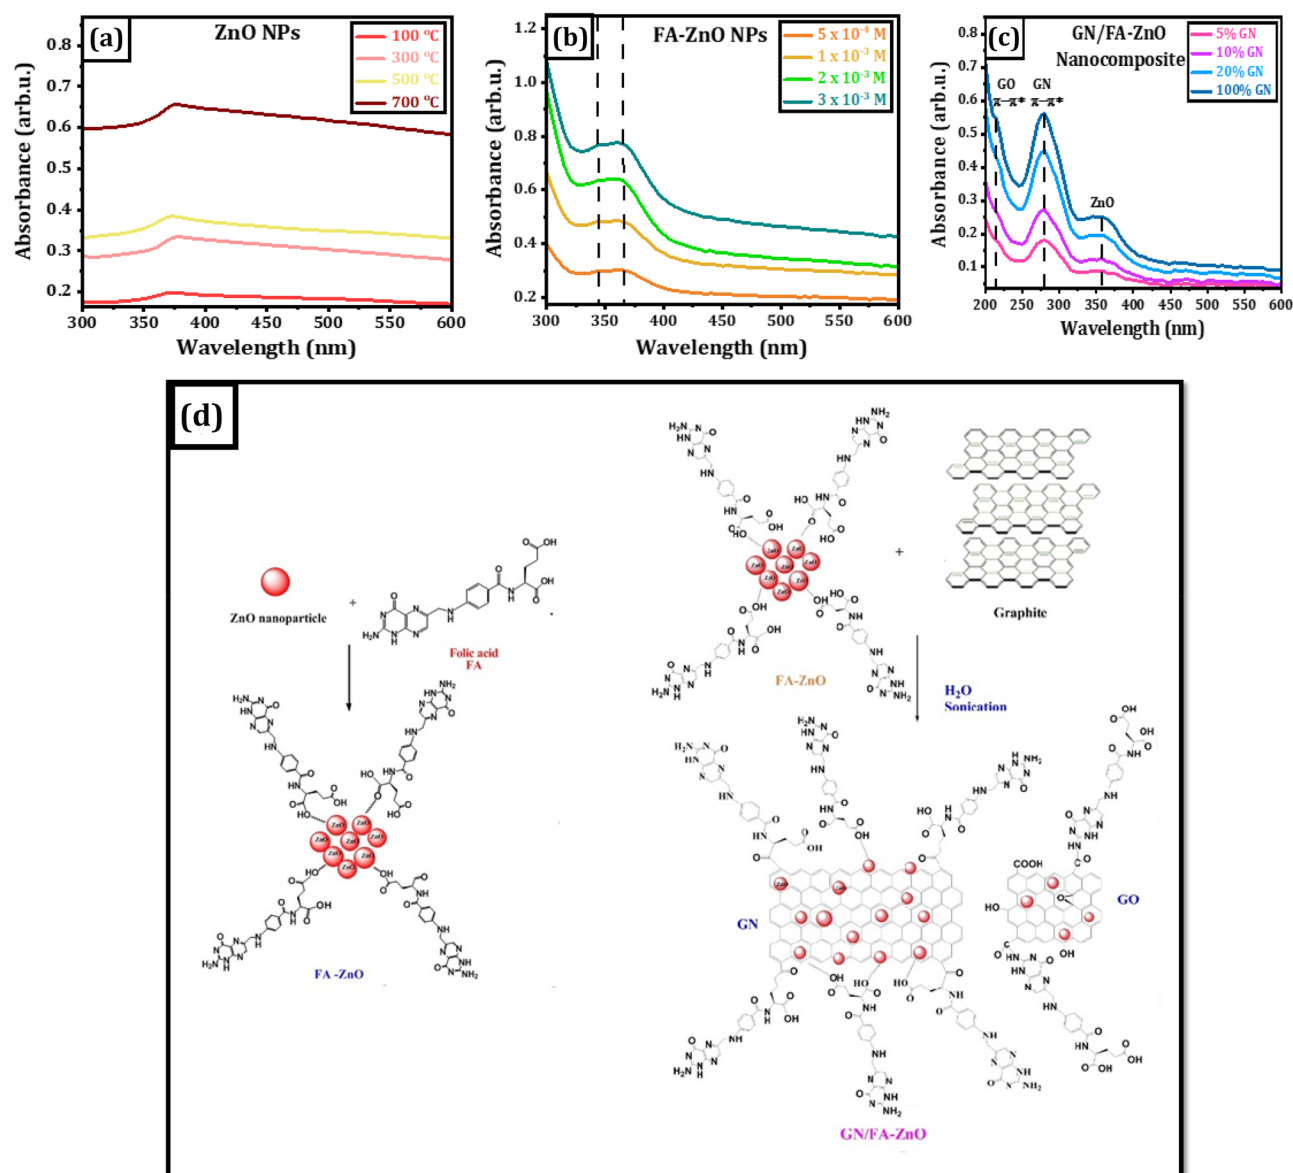 (a)
ZnO NPs
100 °C
300 °C
500 °C
700 °C
Absorbance (arb.u.)
0.8
0.7
0.6
0.5
0.4
0.3
0.2
300 350 400 450 500 550 600
Wavelength (nm)
(b)
FA-ZnO NPs
5 x 10⁻⁴ M
1 x 10⁻³ M
2 x 10⁻³ M
3 x 10⁻³ M
Absorbance (arb.u.)
1.2
1.0
0.8
0.6
0.4
0.2
300 350 400 450 500 550 600
Wavelength (nm)
(c)
GN/FA-ZnO
Nanocomposite
5% GN
10% GN
20% GN
100% GN
GO
π–π*
GN
π–π*
ZnO
Absorbance (arb.u.)
0.8
0.7
0.6
0.5
0.4
0.3
0.2
0.1
200 250 300 350 400 450 500 550 600
Wavelength (nm)
(d)
ZnO nanoparticle
+
Folic acid
FA
FA -ZnO
FA-ZnO
+
Graphite
H₂O
Sonication
GN
COOH
HO
O
OH
GO
GN/FA-ZnO